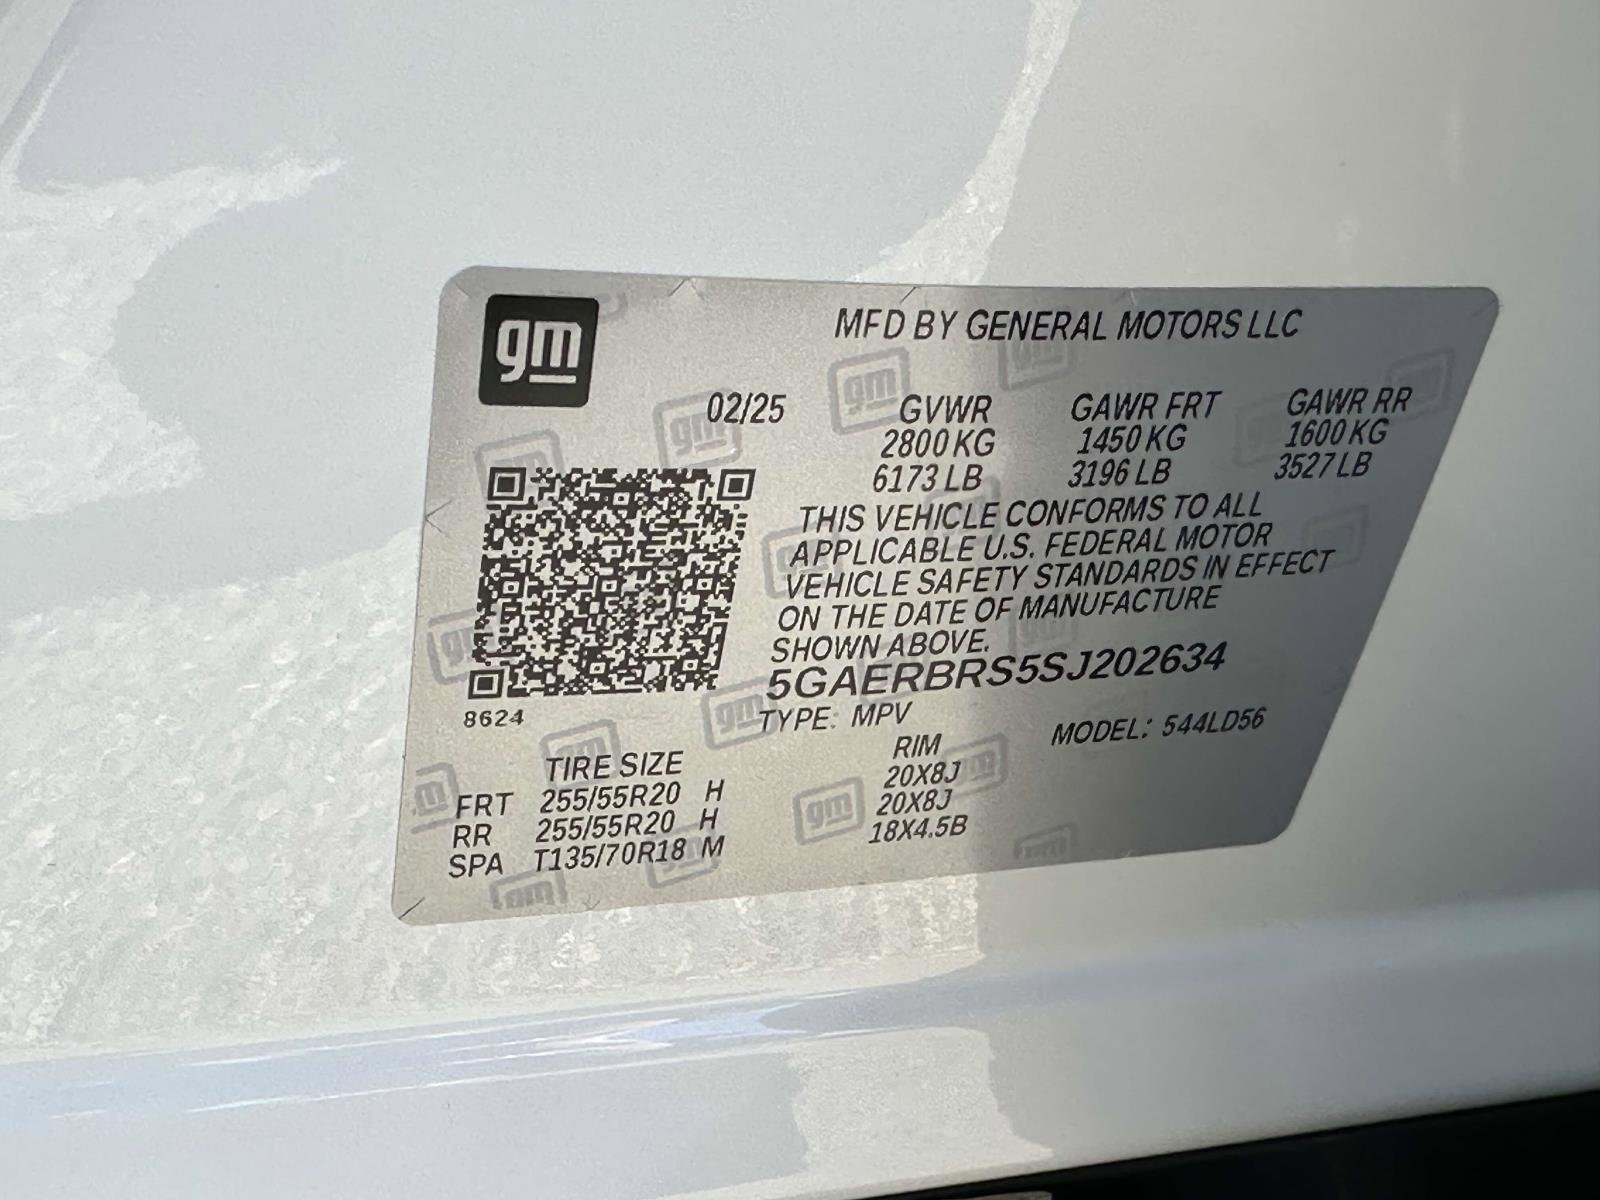 gm
MFD BY GENERAL MOTORS LLC
02/25 GVWR GAWR FRT GAWR RR
2800 KG 1450 KG 1600 KG
6173 LB 3196 LB 3527 LB
THIS VEHICLE CONFORMS TO ALL
APPLICABLE U.S. FEDERAL MOTOR
VEHICLE SAFETY STANDARDS IN EFFECT
ON THE DATE OF MANUFACTURE
SHOWN ABOVE.
5GAERBRS5SJ202634
8624
TYPE: MPV MODEL: 544LD56
TIRE SIZE RIM
FRT 255/55R20 H 20X8J
RR 255/55R20 H 20X8J
SPA T135/70R18 M 18X4.5B